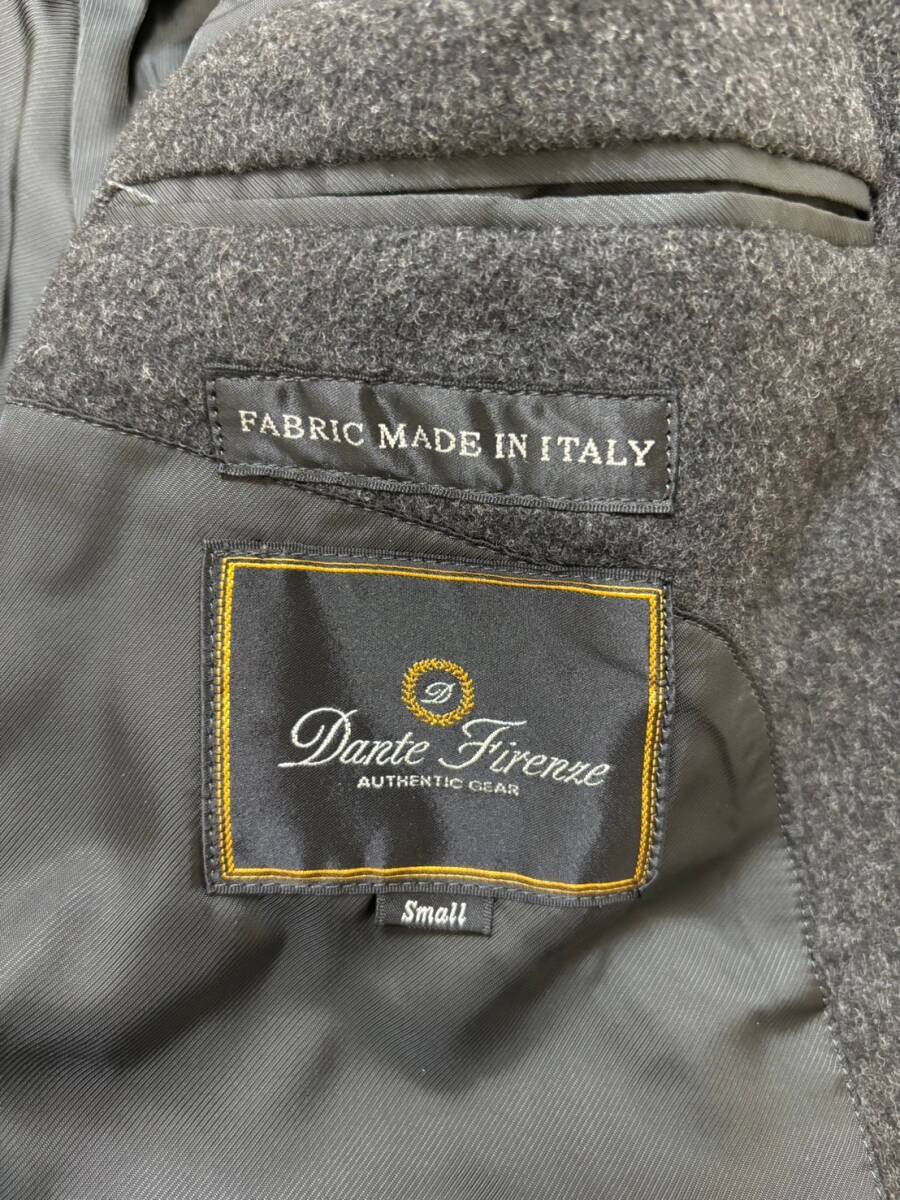 FABRIC MADE IN ITALY
D
Dante Firenze
AUTHENTIC GEAR
Small